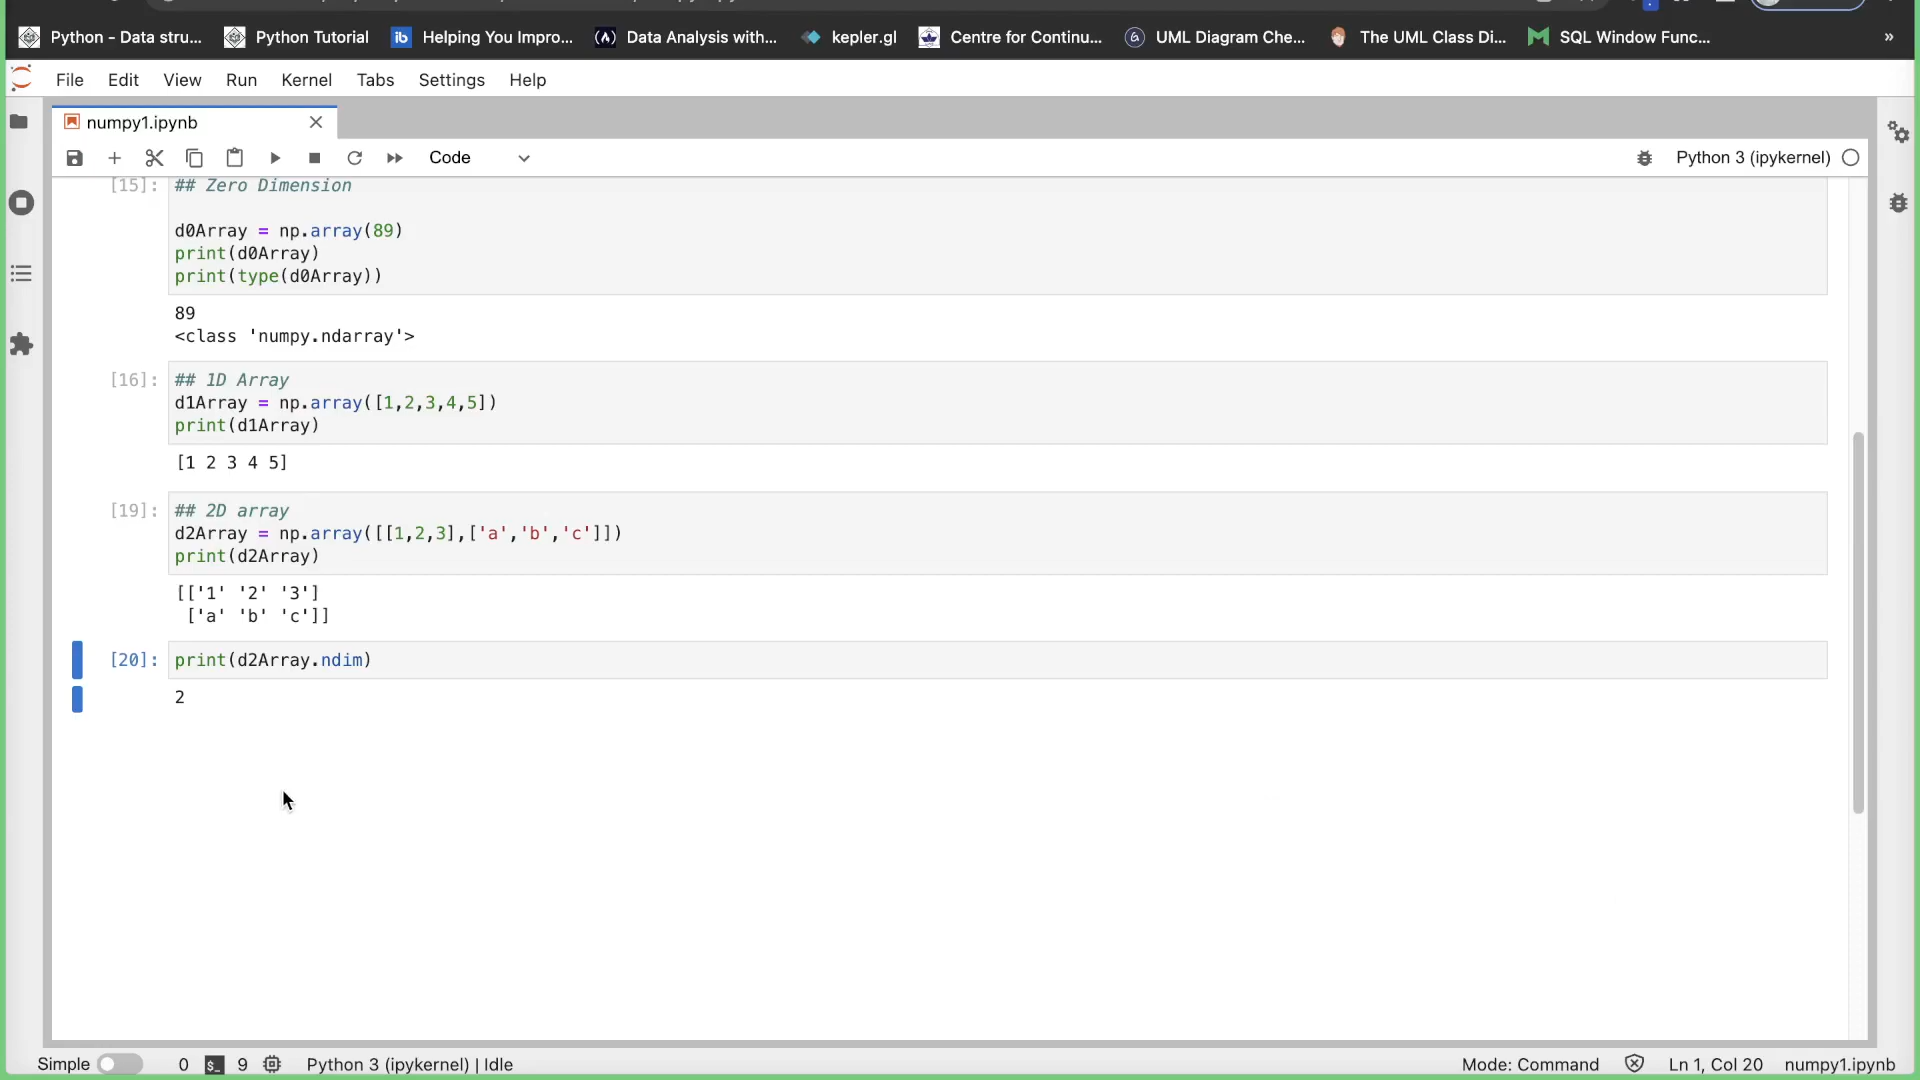 Python - Data stru... Python Tutorial ib Helping You Impro... Data Analysis with... kepler.gl Centre for Continu... UML Diagram Che... The UML Class Di... SQL Window Func... »
File Edit View Run Kernel Tabs Settings Help
numpy1.ipynb
Code Python 3 (ipykernel)
[15]: ## Zero Dimension
d0Array = np.array(89)
print(d0Array)
print(type(d0Array))
89
<class 'numpy.ndarray'>
[16]: ## 1D Array
d1Array = np.array([1,2,3,4,5])
print(d1Array)
[1 2 3 4 5]
[19]: ## 2D array
d2Array = np.array([[1,2,3],['a','b','c']])
print(d2Array)
[['1' '2' '3']
['a' 'b' 'c']]
[20]: print(d2Array.ndim)
2
Simple 0 $_ 9 Python 3 (ipykernel) | Idle Mode: Command Ln 1, Col 20 numpy1.ipynb